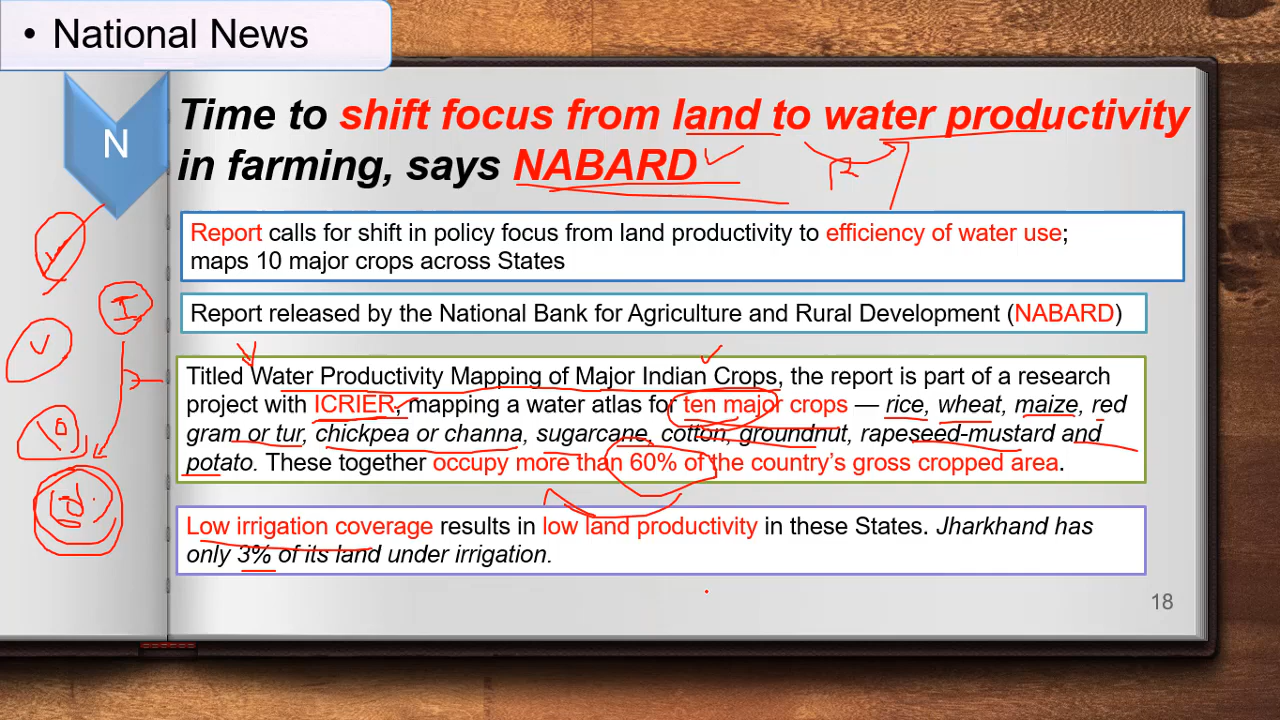 • National News
N
Time to shift focus from land to water productivity
in farming, says NABARD
Report calls for shift in policy focus from land productivity to efficiency of water use;
maps 10 major crops across States
Report released by the National Bank for Agriculture and Rural Development (NABARD)
Titled Water Productivity Mapping of Major Indian Crops, the report is part of a research
project with ICRIER, mapping a water atlas for ten major crops — rice, wheat, maize, red
gram or tur, chickpea or channa, sugarcane, cotton, groundnut, rapeseed-mustard and
potato. These together occupy more than 60% of the country's gross cropped area.
Low irrigation coverage results in low land productivity in these States. Jharkhand has
only 3% of its land under irrigation.
18